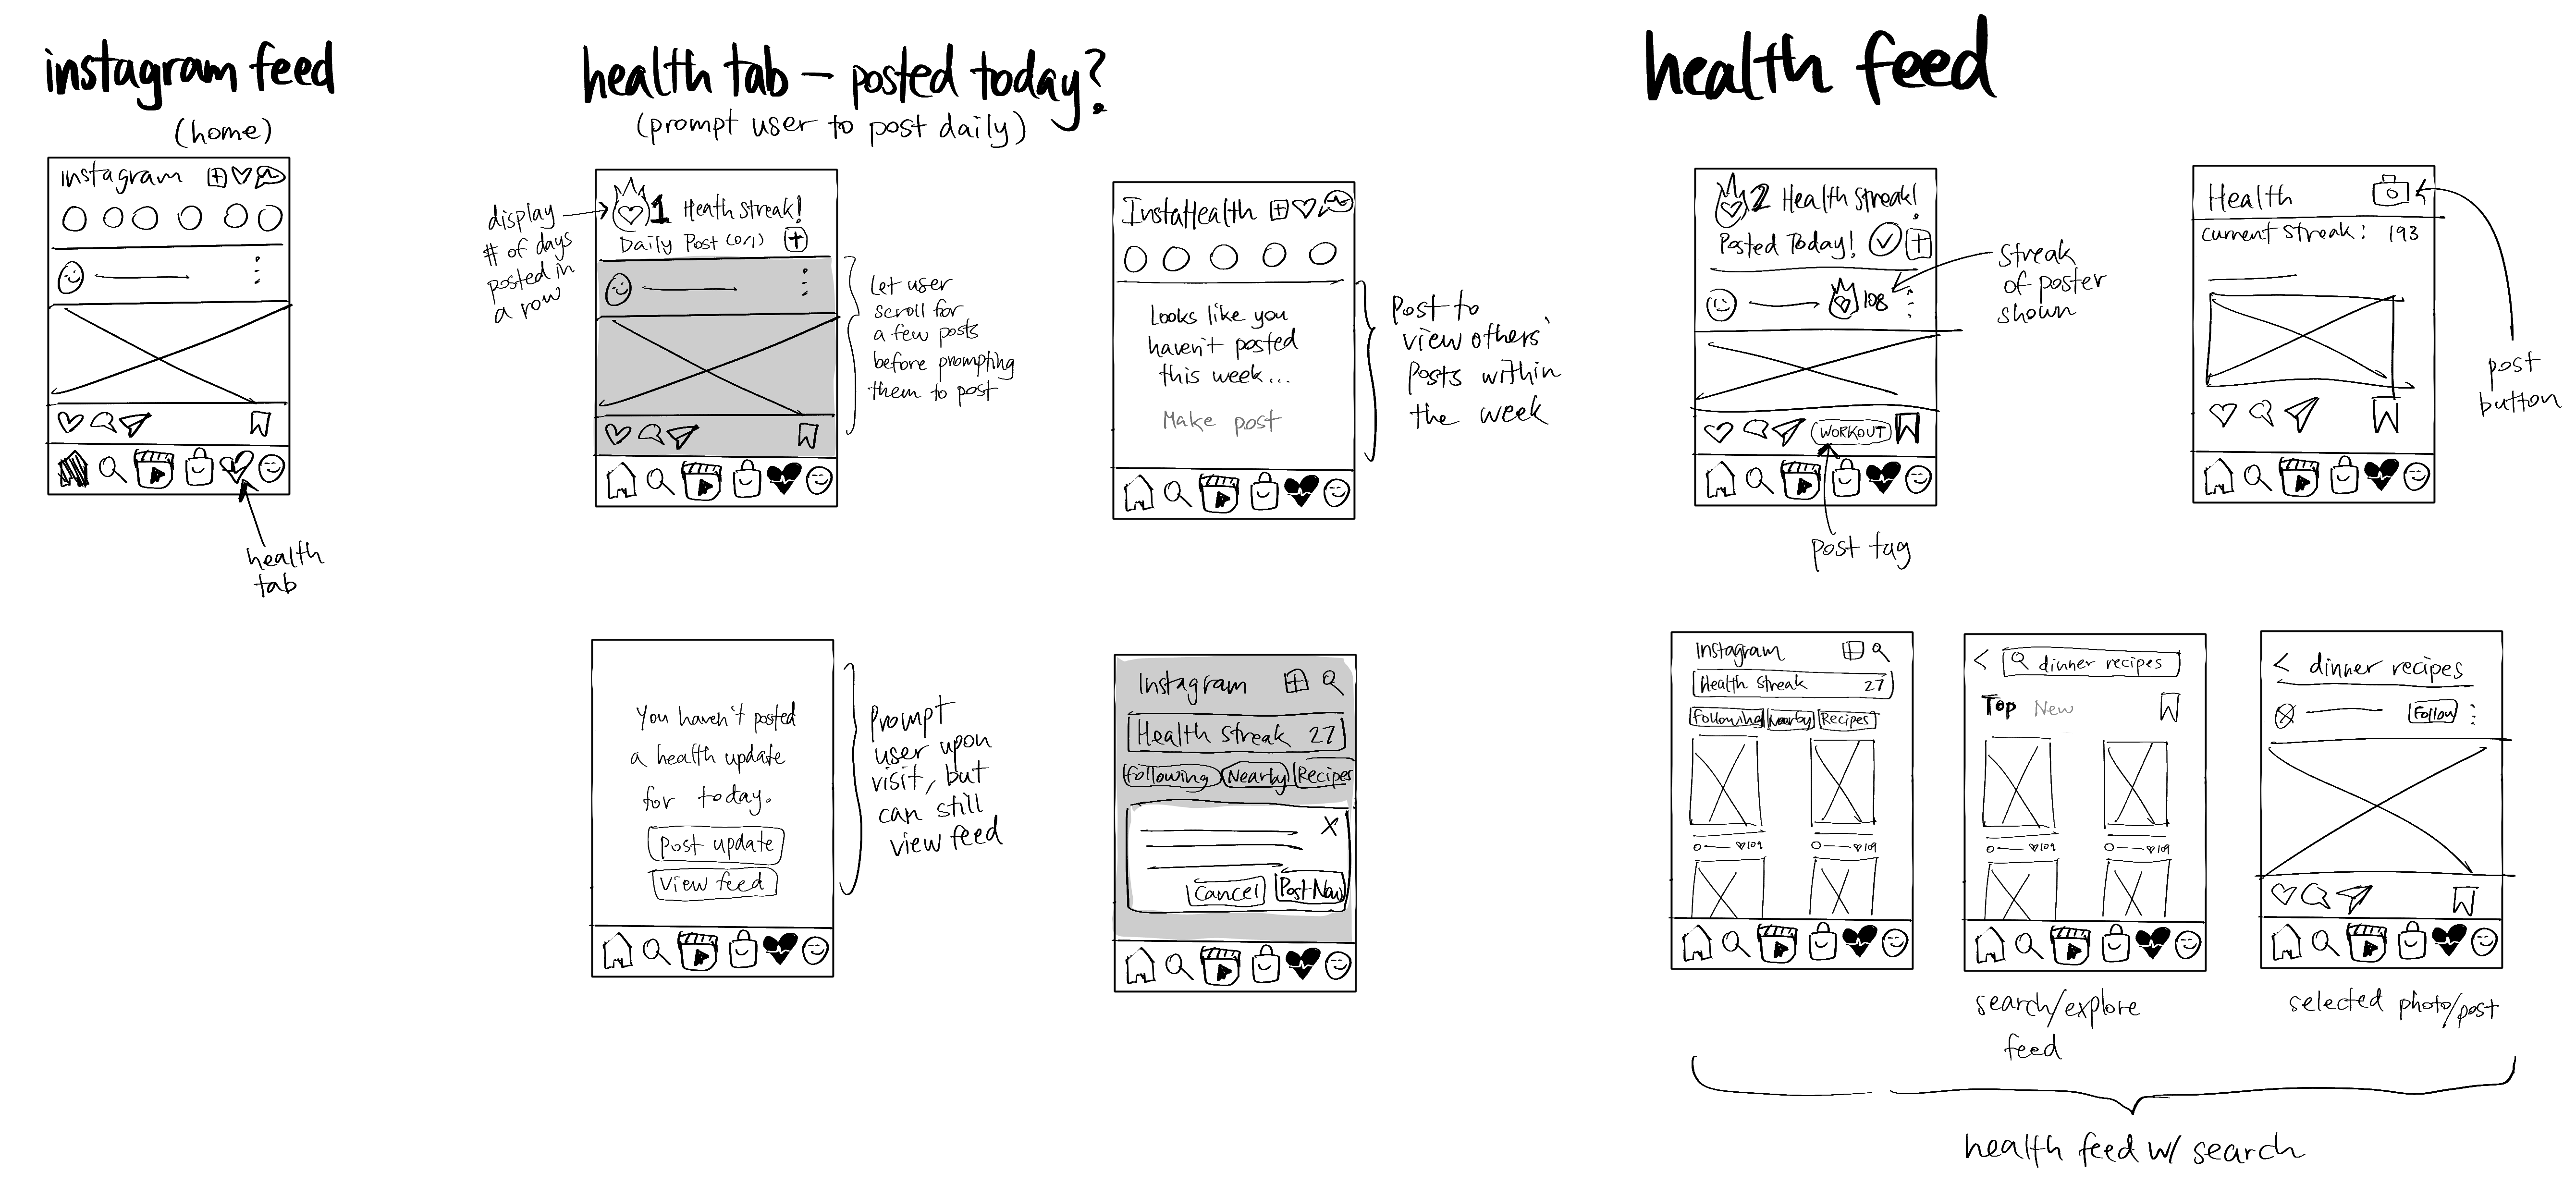 instagram feed
(home)
Instagram
health
tab
health tab – posted today?
(prompt user to post daily)
display
# of days
posted in
a row
1 Heath Streak!
Daily Post (0/1)
Let user
scroll for
a few posts
before prompting
them to post
InstaHealth
Looks like you
haven't posted
this week...
Make post
Post to
view others'
posts within
the week
You haven't posted
a health update
for today.
Post update
View feed
Prompt
user upon
visit, but
can still
view feed
Instagram
Health Streak 27
Following Nearby Recipes
X
Cancel Post Now
health feed
2 Health Streak!
Posted Today!
108
WORKOUT
Streak
of poster
shown
post tag
Health
Current Streak: 193
post
button
Instagram
Health Streak 27
Following Nearby Recipes
109 109
dinner recipes
Top New
109 109
search/explore
feed
< dinner recipes
Follow
selected photo/post
health feed w/ search